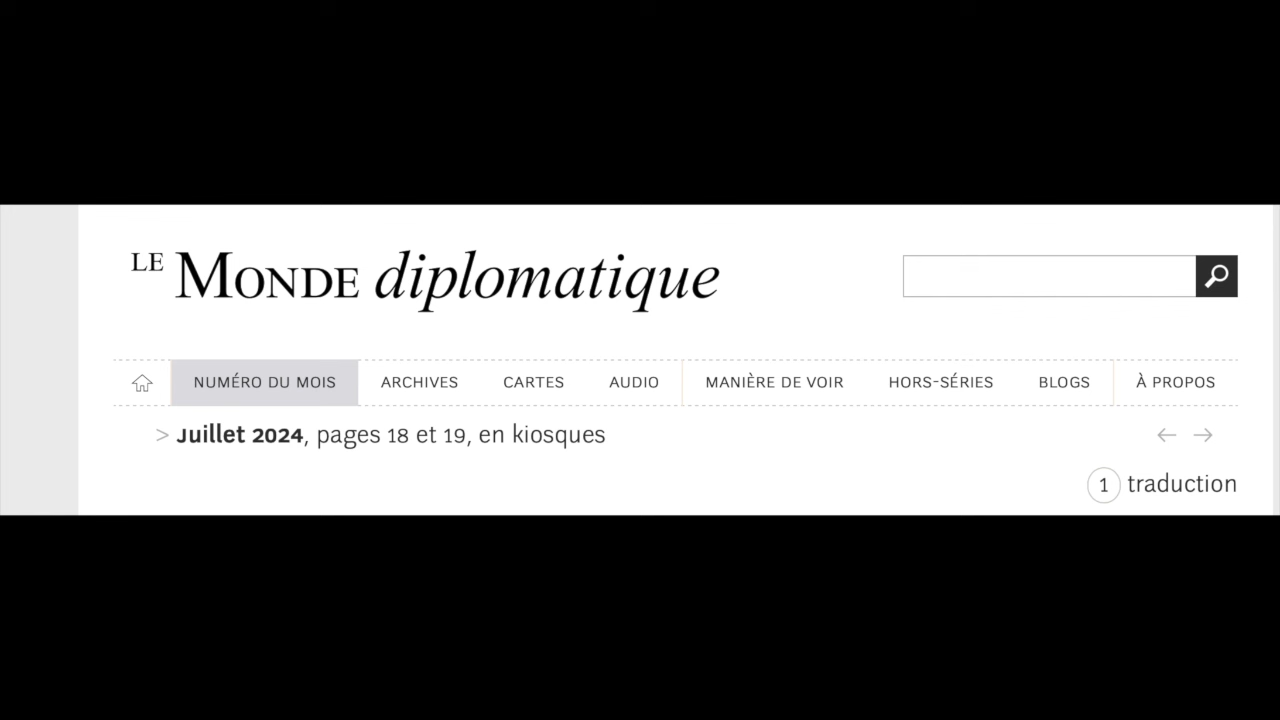 LE MONDE diplomatique
NUMÉRO DU MOIS ARCHIVES CARTES AUDIO MANIÈRE DE VOIR HORS-SÉRIES BLOGS À PROPOS
> Juillet 2024, pages 18 et 19, en kiosques ← →
1 traduction